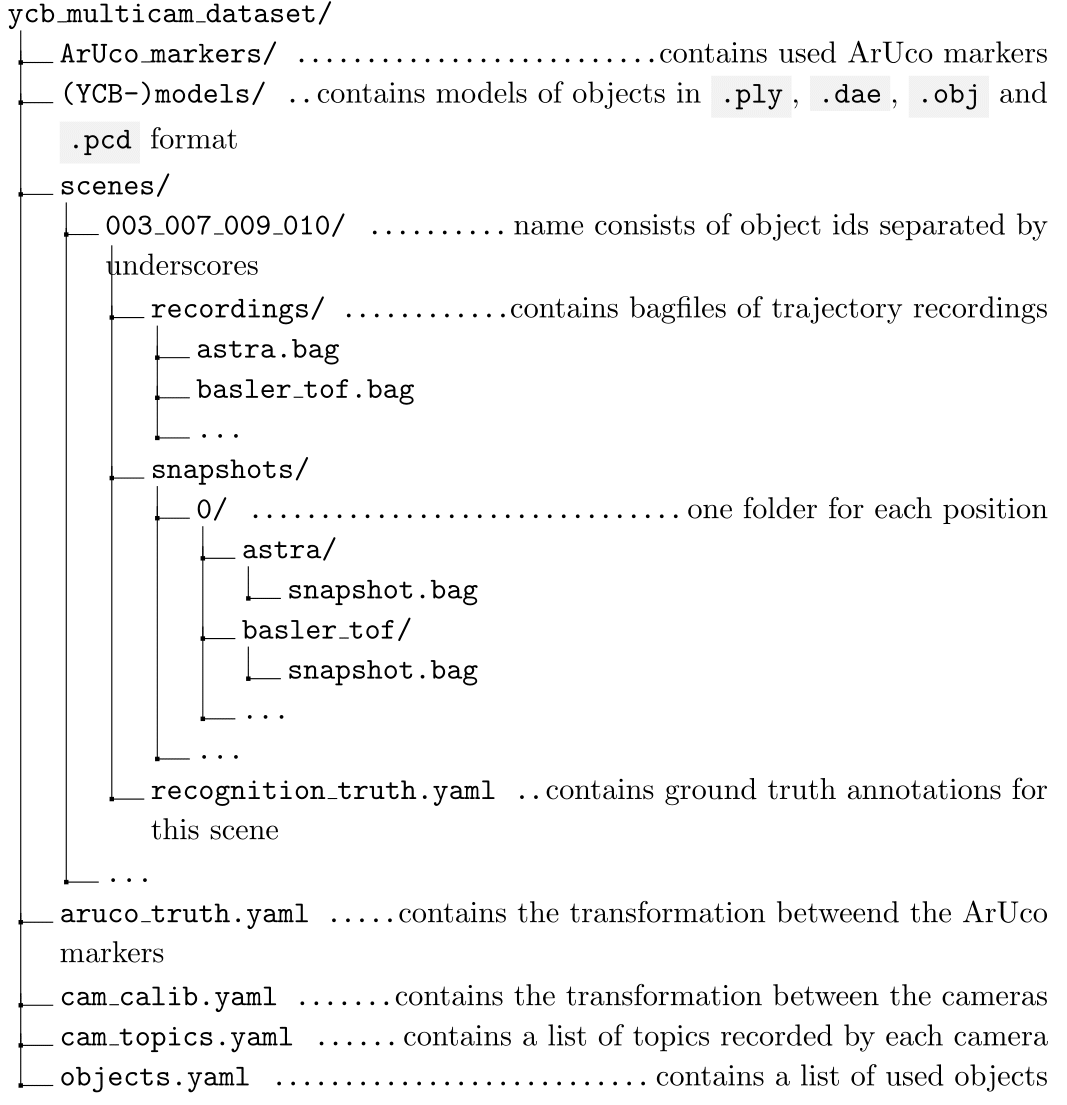 ycb_multicam_dataset/
ArUco_markers/ ..........................contains used ArUco markers
(YCB-)models/ ..contains models of objects in .ply, .dae, .obj and
.pcd format
scenes/
003_007_009_010/ ..........name consists of object ids separated by
underscores
recordings/ ............contains bagfiles of trajectory recordings
astra.bag
basler_tof.bag
...
snapshots/
0/ ...............................one folder for each position
astra/
snapshot.bag
basler_tof/
snapshot.bag
...
...
recognition_truth.yaml ..contains ground truth annotations for
this scene
...
aruco_truth.yaml .....contains the transformation betweend the ArUco
markers
cam_calib.yaml .......contains the transformation between the cameras
cam_topics.yaml ......contains a list of topics recorded by each camera
objects.yaml ...........................contains a list of used objects